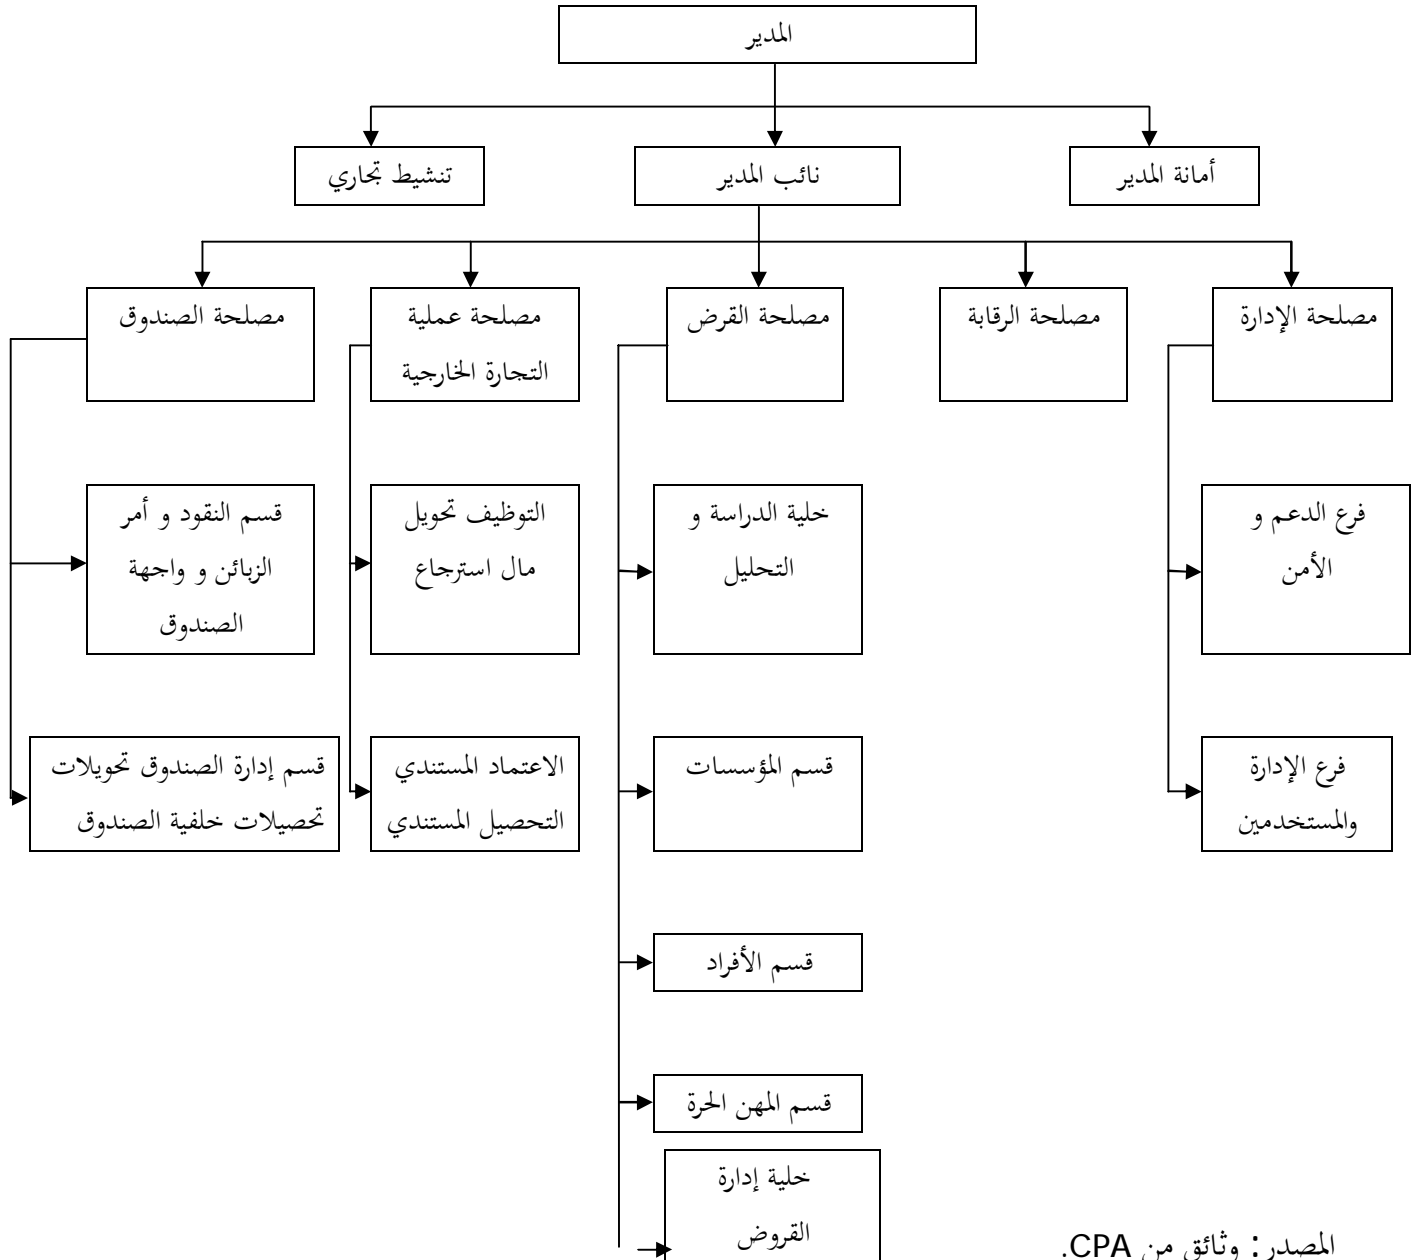 المدير
أمانة المدير
نائب المدير
تنشيط تجاري
مصلحة الإدارة
مصلحة الرقابة
مصلحة القرض
مصلحة عملية
التجارة الخارجية
مصلحة الصندوق
فرع الدعم و
الأمن
خلية الدراسة و
التحليل
التوظيف تحويل
مال استرجاع
قسم النقود و أمر
الزبائن و واجهة
الصندوق
فرع الإدارة
والمستخدمين
قسم المؤسسات
الاعتماد المستندي
التحصيل المستندي
قسم إدارة الصندوق تحويلات
تحصيلات خلفية الصندوق
قسم الأفراد
قسم المهن الحرة
خلية إدارة
القروض
المصدر: وثائق من CPA.